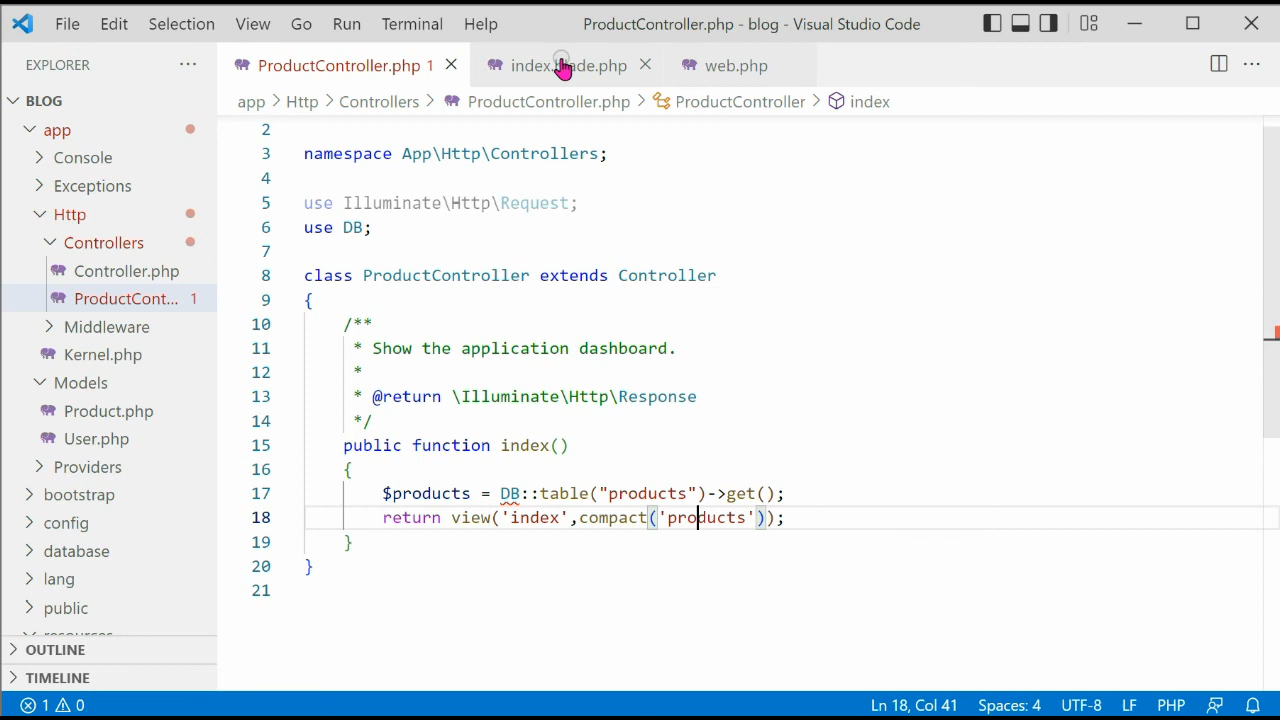 File Edit Selection View Go Run Terminal Help ProductController.php - blog - Visual Studio Code
EXPLORER
ProductController.php 1
index.blade.php
web.php
BLOG
app > Http > Controllers > ProductController.php > ProductController > index
app
Console
Exceptions
Http
Controllers
Controller.php
ProductCont... 1
Middleware
Kernel.php
Models
Product.php
User.php
Providers
bootstrap
config
database
lang
public
resources
OUTLINE
TIMELINE
2
3 namespace App\Http\Controllers;
4
5 use Illuminate\Http\Request;
6 use DB;
7
8 class ProductController extends Controller
9 {
10 /**
11 * Show the application dashboard.
12 *
13 * @return \Illuminate\Http\Response
14 */
15 public function index()
16 {
17 $products = DB::table("products")->get();
18 return view('index',compact('products'));
19 }
20 }
21
1 0 Ln 18, Col 41 Spaces: 4 UTF-8 LF PHP